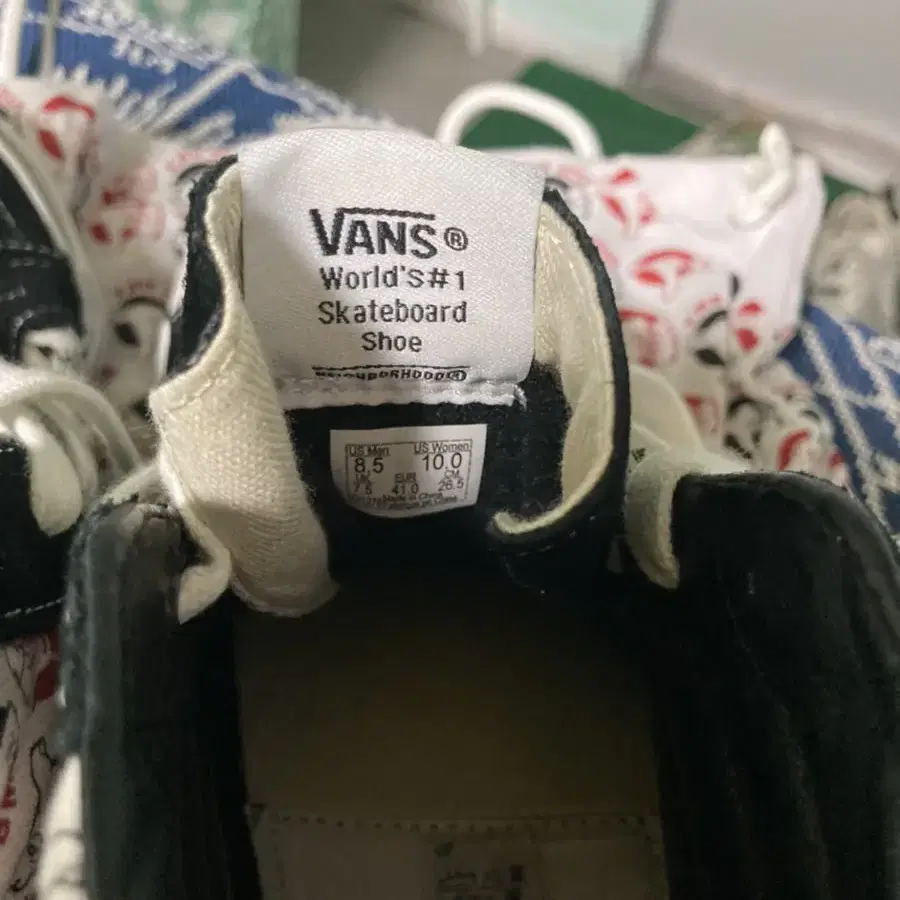 VANS®
World's#1
Skateboard
Shoe
NEIGHBORHOOD®
US Men US Women
8.5 10.0
UK EUR CM
7.5 41.0 26.5
Made in China